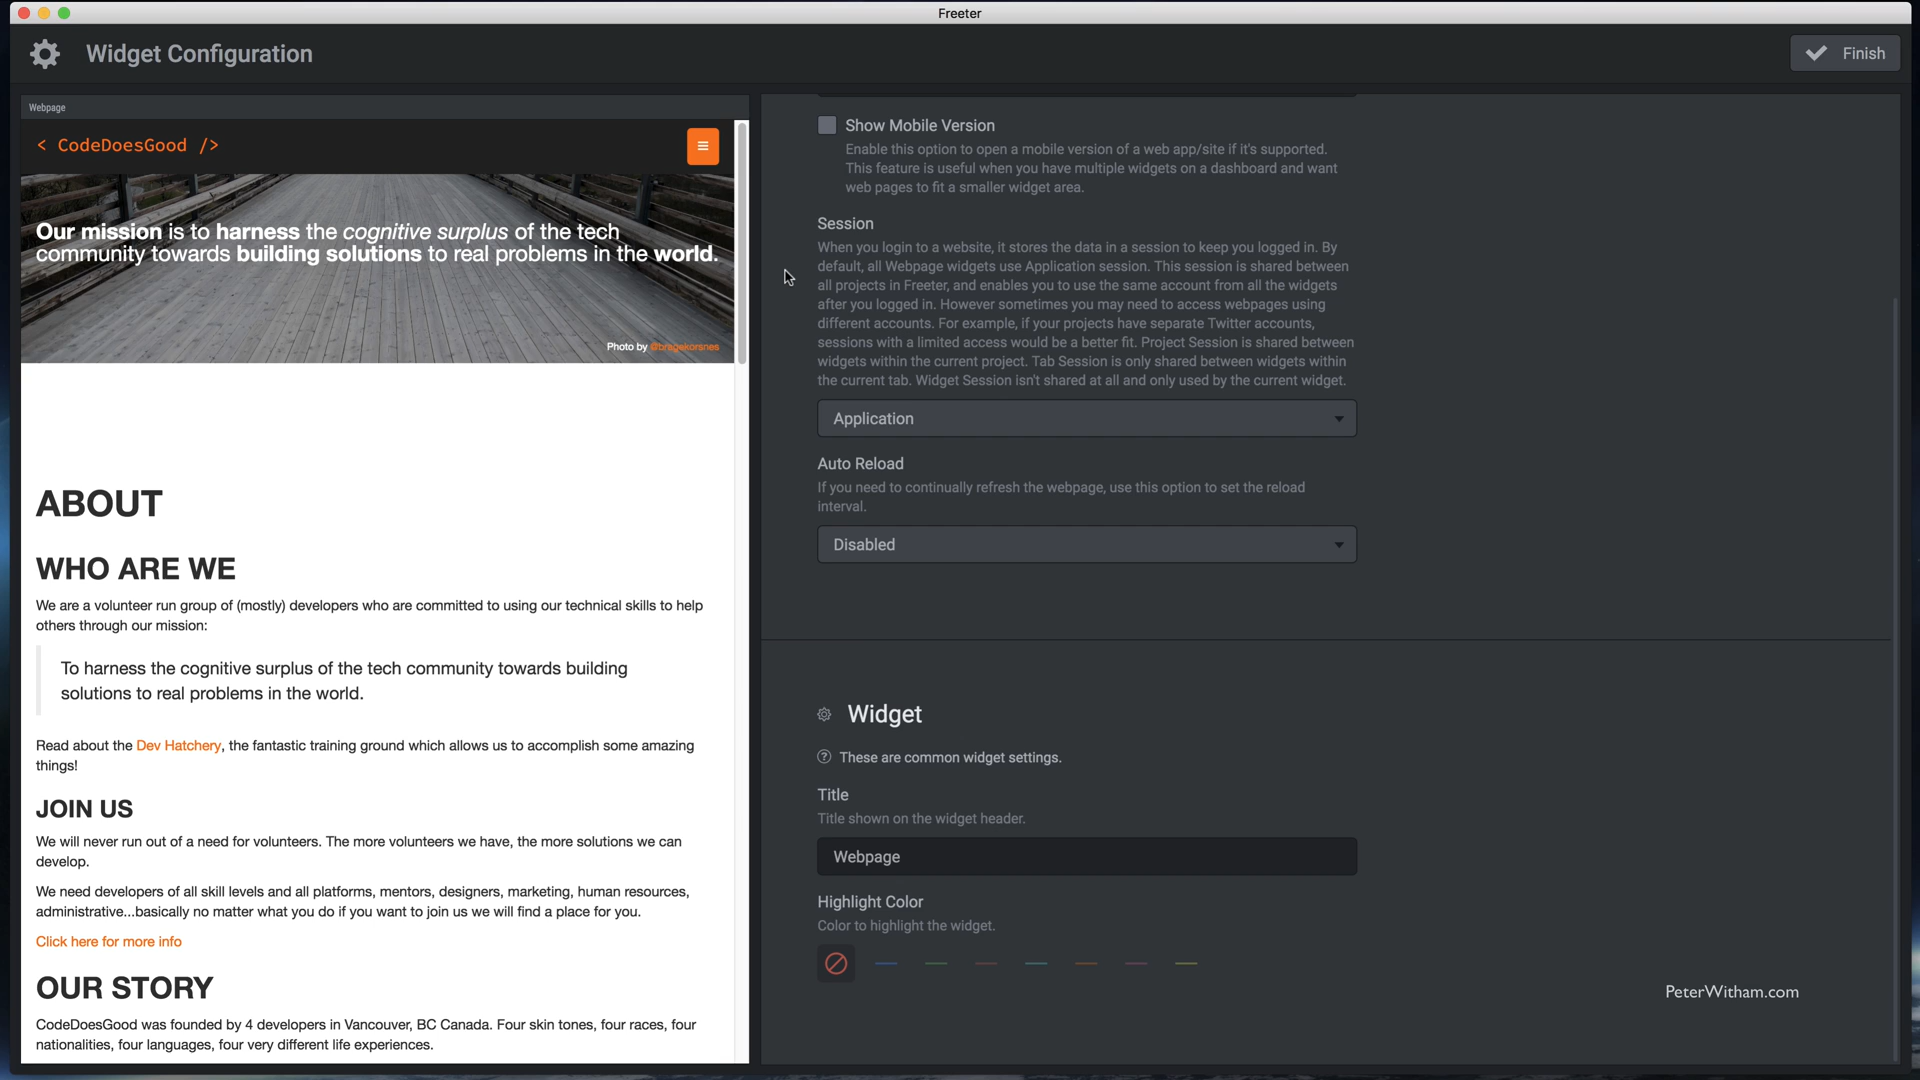 Freeter
Widget Configuration
Finish
Webpage
< CodeDoesGood />
Our mission is to harness the cognitive surplus of the tech
community towards building solutions to real problems in the world.
Photo by @bragekorsnes
ABOUT
WHO ARE WE
We are a volunteer run group of (mostly) developers who are committed to using our technical skills to help
others through our mission:
To harness the cognitive surplus of the tech community towards building
solutions to real problems in the world.
Read about the Dev Hatchery, the fantastic training ground which allows us to accomplish some amazing
things!
JOIN US
We will never run out of a need for volunteers. The more volunteers we have, the more solutions we can
develop.
We need developers of all skill levels and all platforms, mentors, designers, marketing, human resources,
administrative...basically no matter what you do if you want to join us we will find a place for you.
Click here for more info
OUR STORY
CodeDoesGood was founded by 4 developers in Vancouver, BC Canada. Four skin tones, four races, four
nationalities, four languages, four very different life experiences.
Show Mobile Version
Enable this option to open a mobile version of a web app/site if it's supported.
This feature is useful when you have multiple widgets on a dashboard and want
web pages to fit a smaller widget area.
Session
When you login to a website, it stores the data in a session to keep you logged in. By
default, all Webpage widgets use Application session. This session is shared between
all projects in Freeter, and enables you to use the same account from all the widgets
after you logged in. However sometimes you may need to access webpages using
different accounts. For example, if your projects have separate Twitter accounts,
sessions with a limited access would be a better fit. Project Session is shared between
widgets within the current project. Tab Session is only shared between widgets within
the current tab. Widget Session isn't shared at all and only used by the current widget.
Application
Auto Reload
If you need to continually refresh the webpage, use this option to set the reload
interval.
Disabled
Widget
These are common widget settings.
Title
Title shown on the widget header.
Webpage
Highlight Color
Color to highlight the widget.
PeterWitham.com